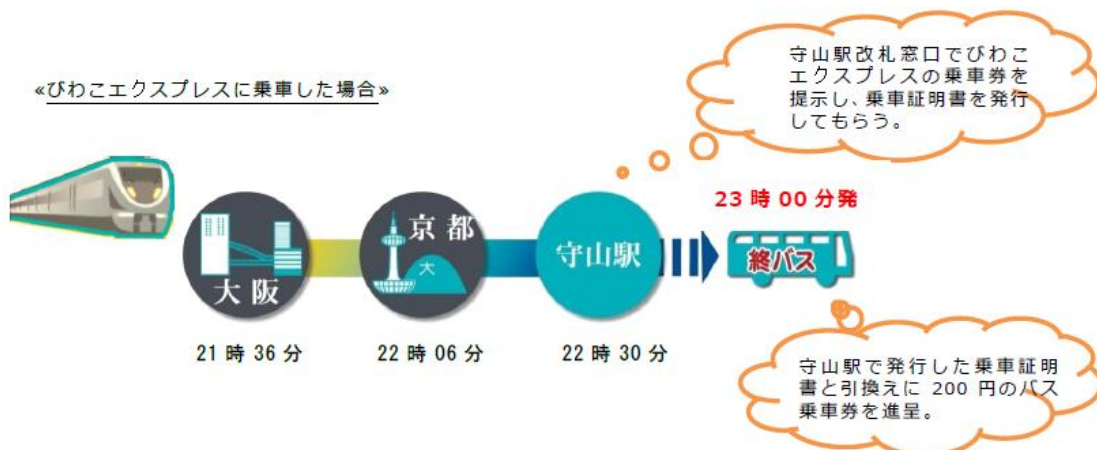 «びわこエクスプレスに乗車した場合»
守山駅改札窓口でびわこ
エクスプレスの乗車券を
提示し、乗車証明書を発行
してもらう。
23時00分発
大阪
京都
大
守山駅
終バス
21時36分
22時06分
22時30分
守山駅で発行した乗車証明
書と引換えに 200 円のバス
乗車券を進呈。